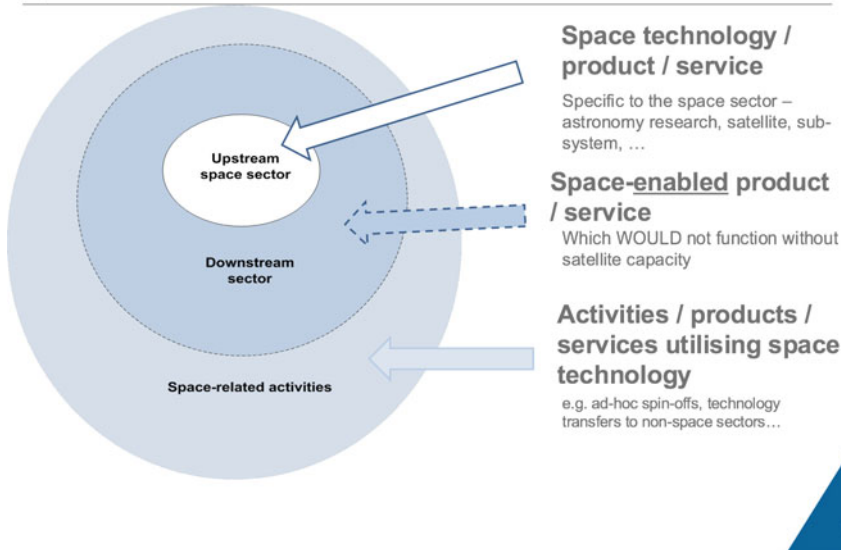 Space technology /
product / service
Specific to the space sector –
astronomy research, satellite, sub-
system, …
Upstream
space sector
Space-enabled product
/ service
Which WOULD not function without
satellite capacity
Downstream
sector
Activities / products /
services utilising space
technology
e.g. ad-hoc spin-offs, technology
transfers to non-space sectors…
Space-related activities